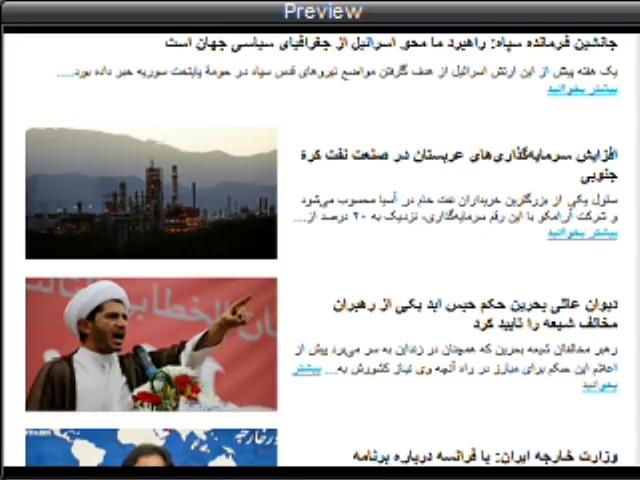 Preview
جانشین فرمانده سپاه: راهبرد ما محو اسرائیل از جغرافیای سیاسی جهان است
یک هفته پیش از این ارتش اسرائیل از هدف گرفتن مواضع نیروهای قدس سپاه در حومهٔ پایتخت سوریه خبر داده بود.....
بیشتر بخوانید
افزایش سرمایه‌گذاری‌های عربستان در صنعت نفت کرهٔ
جنوبی
سئول یکی از بزرگترین خریداران نفت خام در آسیا محسوب می‌شود
و شرکت آرامکو با این رقم سرمایه‌گذاری، نزدیک به ۲۰ درصد از...
بیشتر بخوانید
دیوان عالی بحرین حکم حبس ابد یکی از رهبران
مخالف شیعه را تایید کرد
رهبر مخالفان شیعه بحرین که همچنان در زندان به سر می‌برد پیش از
اعلام این حکم برای مبارز در راه آنچه وی نیاز کشورش به... بیشتر
بخوانید
وزارت خارجه ایران: با فرانسه درباره برنامه